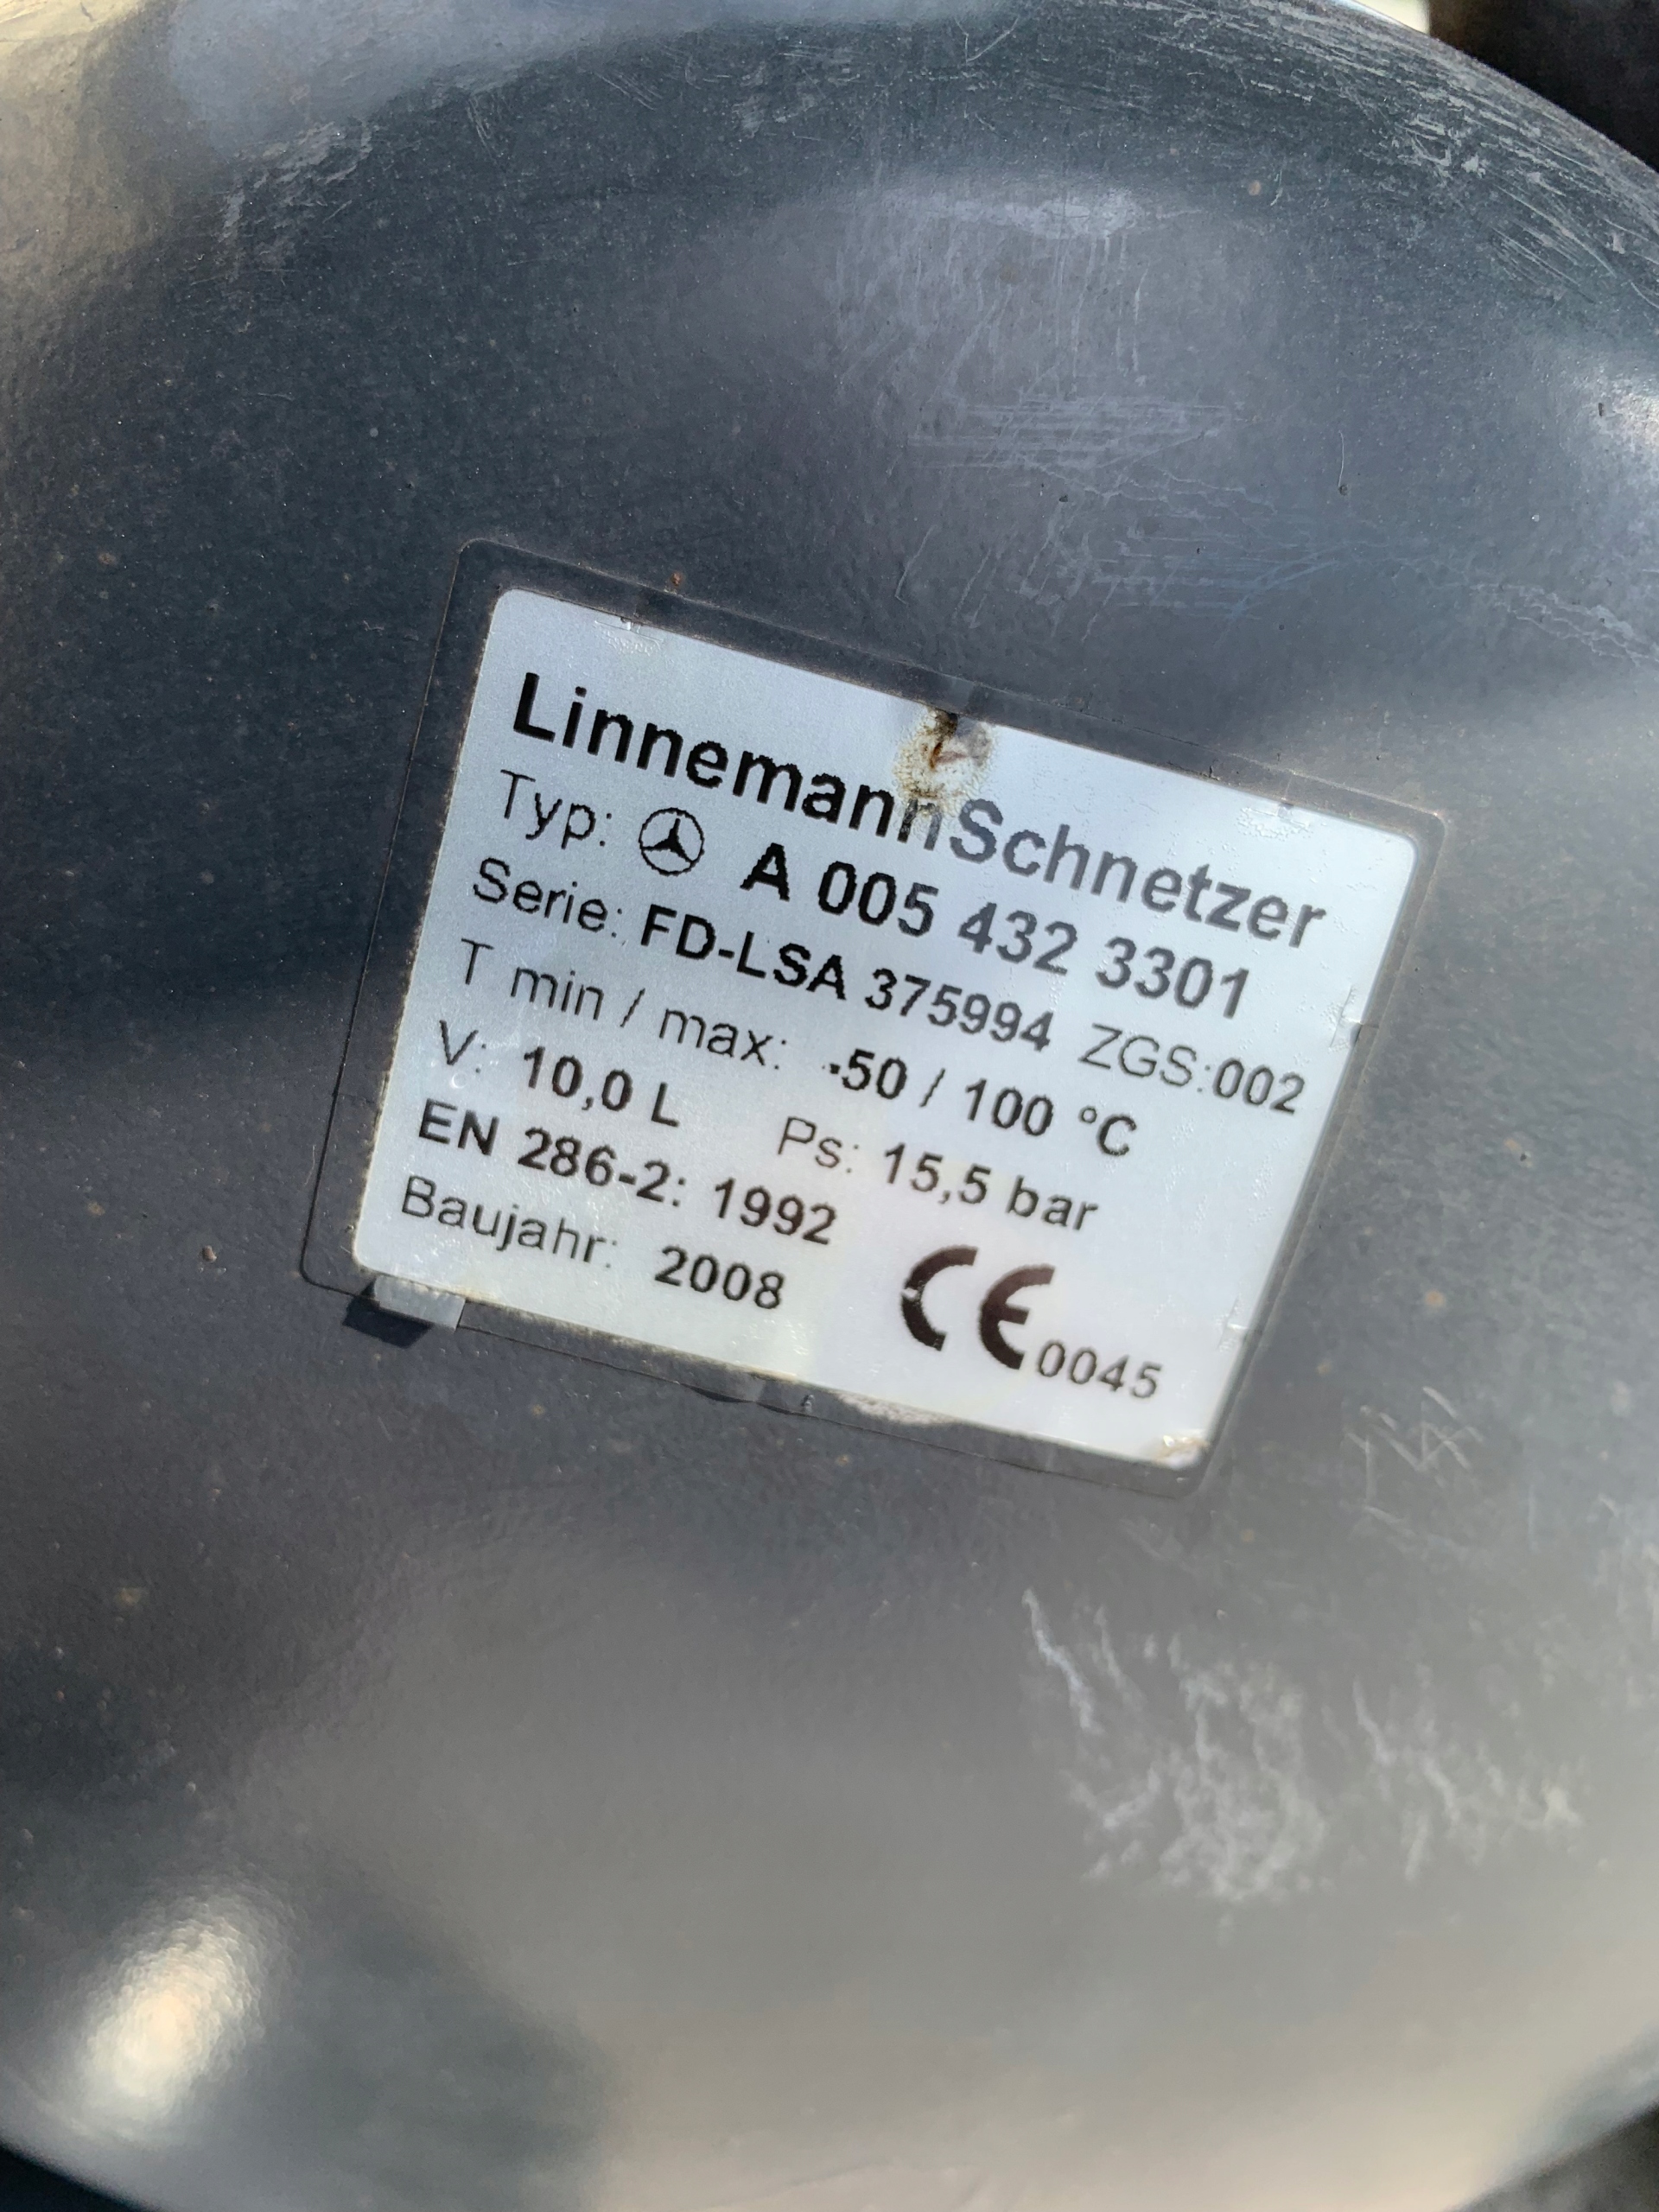 LinnemannSchnetzer
Typ: A 005 432 3301
Serie: FD-LSA 375994 ZGS:002
T min / max: -50 / 100 °C
V: 10,0 L Ps: 15,5 bar
EN 286-2: 1992
Baujahr: 2008 CE 0045